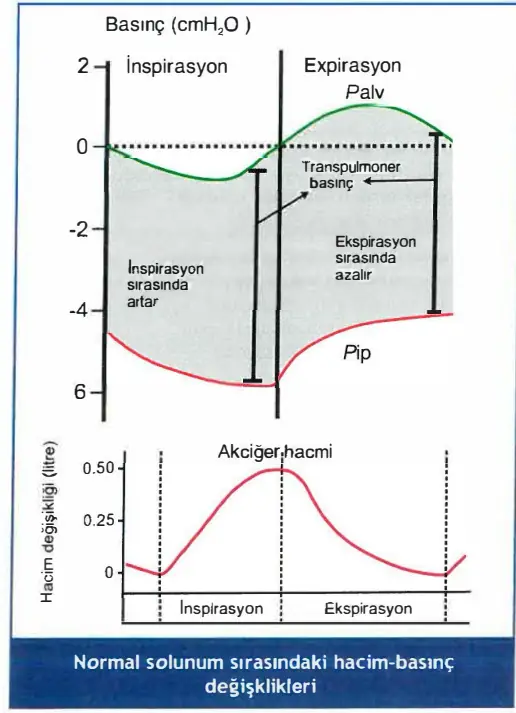 Basınç (cmH₂O )
2
İnspirasyon
Expirasyon
Palv
0
Transpulmoner
basınç
-2
Ekspirasyon
sırasında
azalır
İnspirasyon
sırasında
artar
-4
Pip
6
Akciğer hacmi
Hacim değişikliği (litre)
0.50
0.25
0
İnspirasyon
Ekspirasyon
Normal solunum sırasındaki hacim-basınç
değişklikleri